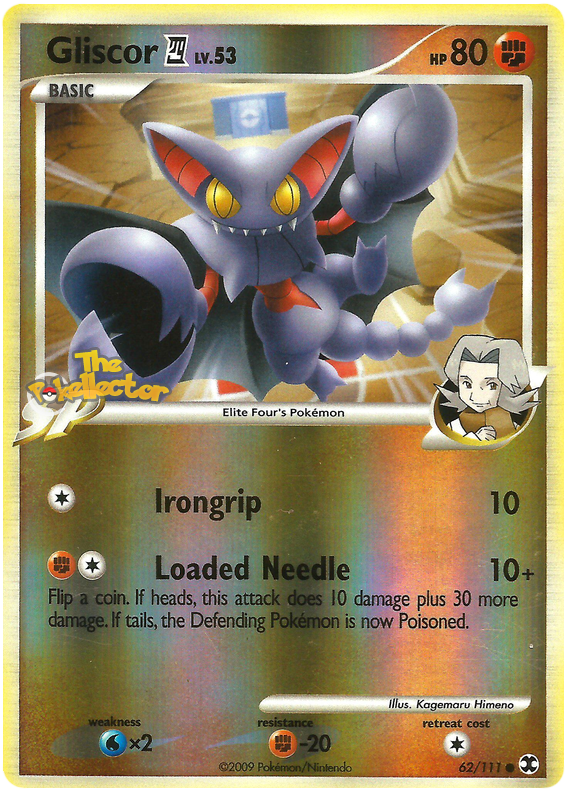 Gliscor 4 LV.53 HP 80
BASIC
The
Pokéllector
SP
Elite Four's Pokémon
Irongrip 10
Loaded Needle 10+
Flip a coin. If heads, this attack does 10 damage plus 30 more
damage. If tails, the Defending Pokémon is now Poisoned.
Illus. Kagemaru Himeno
weakness resistance retreat cost
×2 -20
©2009 Pokémon/Nintendo 62/111